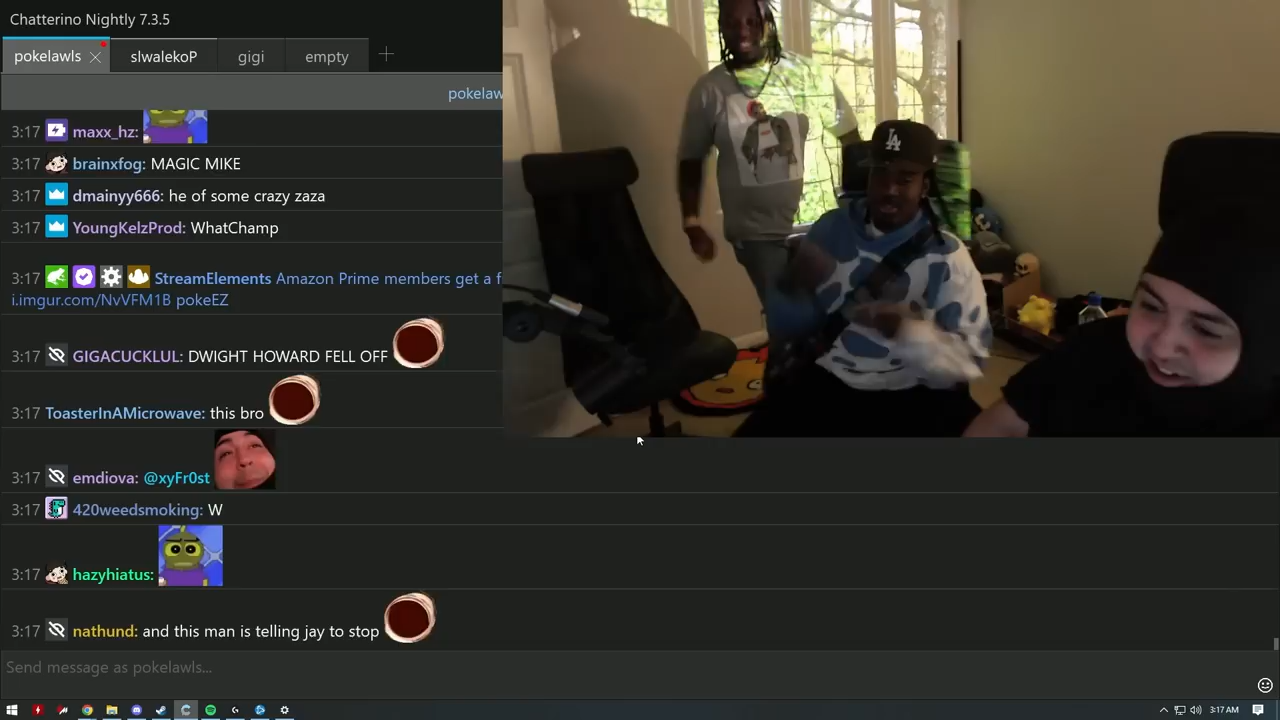 Chatterino Nightly 7.3.5
pokelawls slwalekoP gigi empty
pokelaw
3:17 maxx_hz:
3:17 brainxfog: MAGIC MIKE
3:17 dmainyy666: he of some crazy zaza
3:17 YoungKelzProd: WhatChamp
3:17 StreamElements Amazon Prime members get a f
i.imgur.com/NvVFM1B pokeEZ
3:17 GIGACUCKLUL: DWIGHT HOWARD FELL OFF
3:17 ToasterInAMicrowave: this bro
3:17 emdiova: @xyFr0st
3:17 420weedsmoking: W
3:17 hazyhiatus:
3:17 nathund: and this man is telling jay to stop
Send message as pokelawls...
3:17 AM
LA